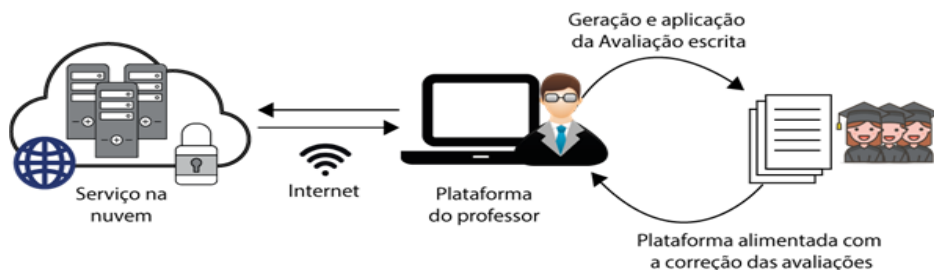 Geração e aplicação
da Avaliação escrita
Serviço na
nuvem
Internet
Plataforma
do professor
Plataforma alimentada com
a correção das avaliações